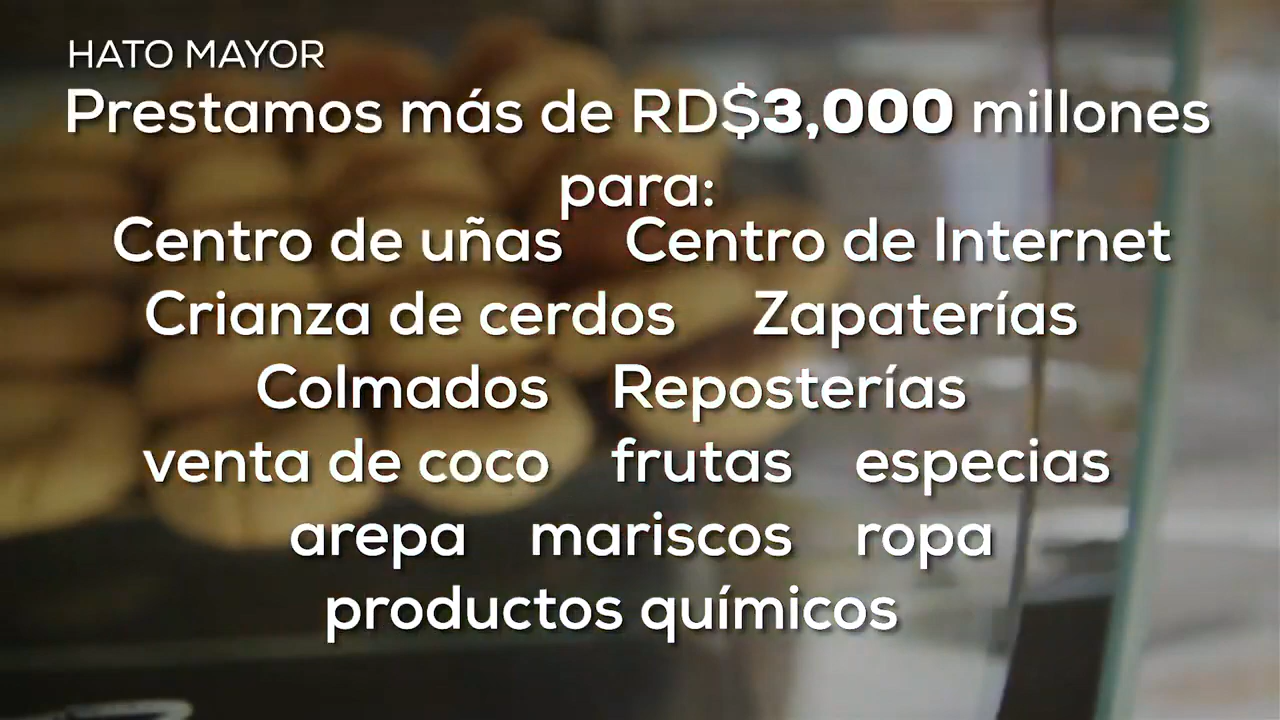 HATO MAYOR
Prestamos más de RD$3,000 millones
para:
Centro de uñas Centro de Internet
Crianza de cerdos Zapaterías
Colmados Reposterías
venta de coco frutas especias
arepa mariscos ropa
productos químicos